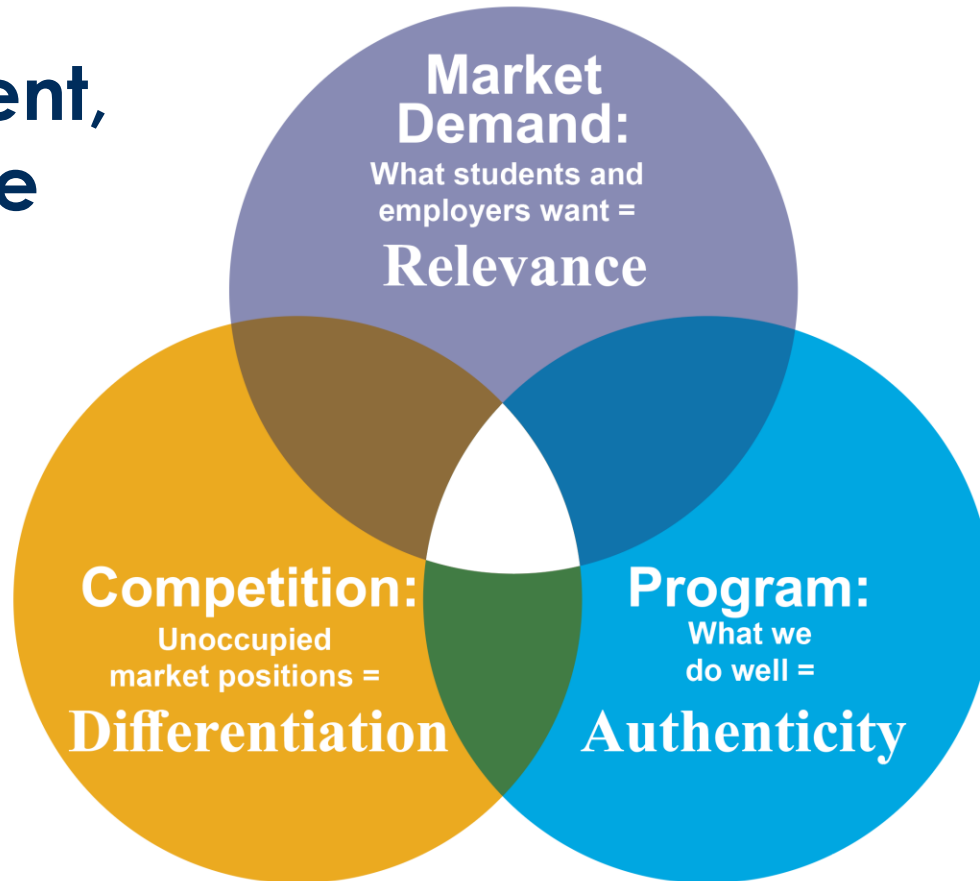 ent,
e
Market
Demand:
What students and
employers want =
Relevance
Competition:
Unoccupied
market positions =
Differentiation
Program:
What we
do well =
Authenticity